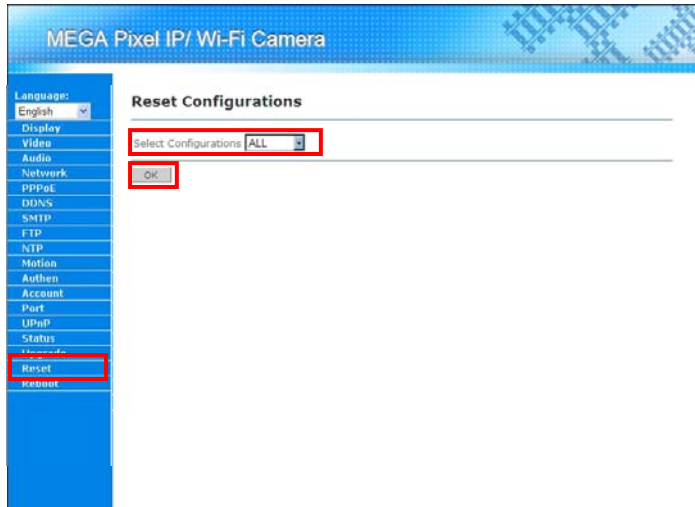 MEGA Pixel IP/ Wi-Fi Camera
Language:
English
Display
Video
Audio
Network
PPPoE
DDNS
SMTP
FTP
NTP
Motion
Authen
Account
Port
UPnP
Status
Upgrade
Reset
Reboot
Reset Configurations
Select Configurations ALL
OK